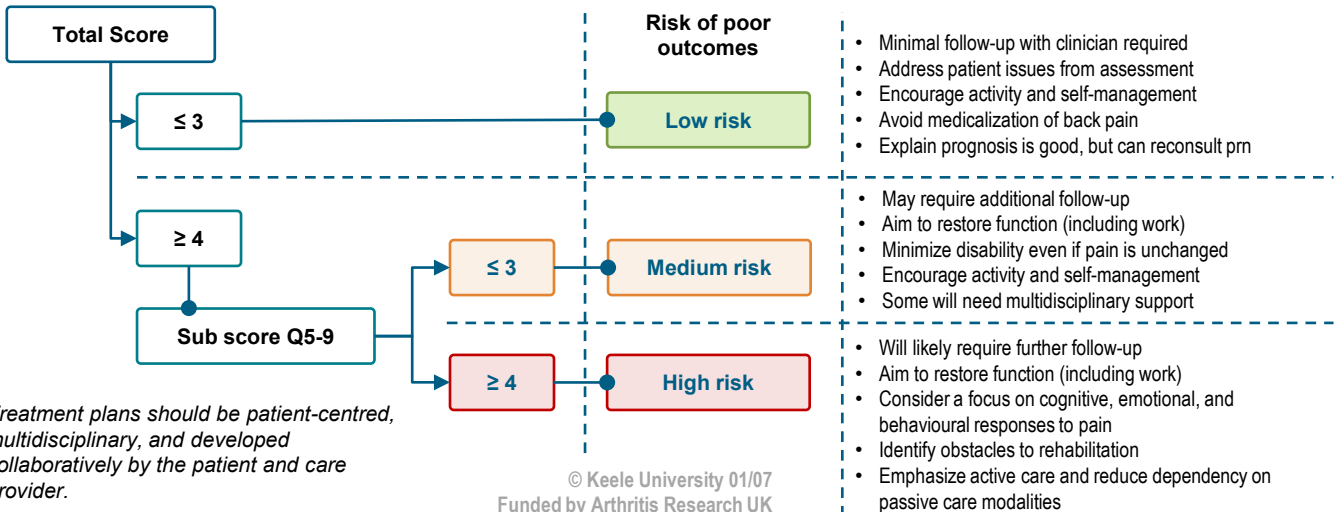 Total Score
Risk of poor
outcomes
≤ 3
Low risk
• Minimal follow-up with clinician required
• Address patient issues from assessment
• Encourage activity and self-management
• Avoid medicalization of back pain
• Explain prognosis is good, but can reconsult prn
≥ 4
Sub score Q5-9
≤ 3
Medium risk
• May require additional follow-up
• Aim to restore function (including work)
• Minimize disability even if pain is unchanged
• Encourage activity and self-management
• Some will need multidisciplinary support
≥ 4
High risk
• Will likely require further follow-up
• Aim to restore function (including work)
• Consider a focus on cognitive, emotional, and
behavioural responses to pain
• Identify obstacles to rehabilitation
• Emphasize active care and reduce dependency on
passive care modalities
reatment plans should be patient-centred,
ultidisciplinary, and developed
ollaboratively by the patient and care
rovider.
© Keele University 01/07
Funded by Arthritis Research UK